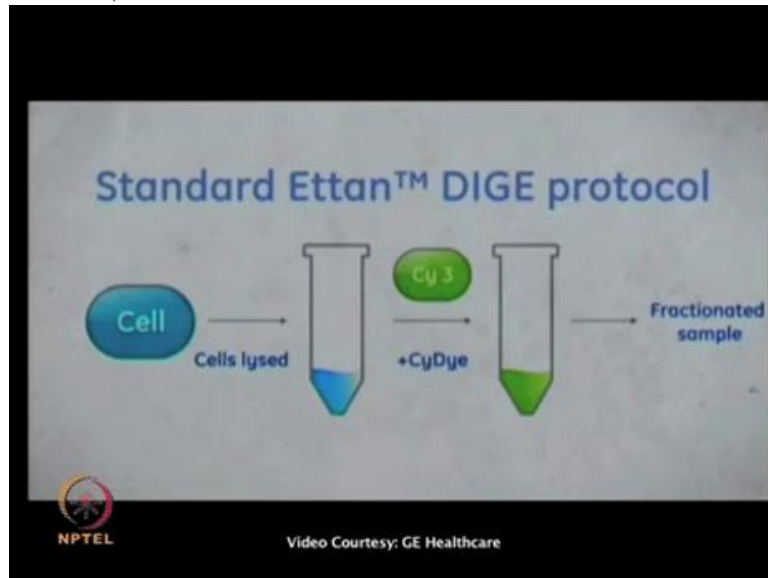 Standard Ettan™ DIGE protocol
Cell
Cells lysed
Cy 3
+CyDye
Fractionated
sample
NPTEL
Video Courtesy: GE Healthcare